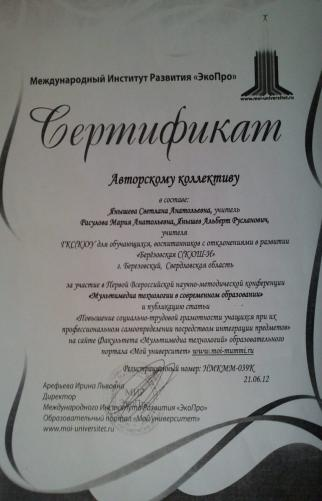 Международный Институт Развития «ЭкоПро»
www.moi-universitet.ru
Сертификат
Авторскому коллективу
в составе:
Янышева Светлана Анатольевна, учитель
Расулова Мария Анатольевна, Янышев Альберт Русланович,
учителя
ГКС(К)ОУ для обучающихся, воспитанников с отклонениями в развитии
«Берёзовская С(К)ОШ-И»
г. Березовский, Свердловская область
за участие в Первой Всероссийской научно-методической конференции
«Мультимедиа технологии в современном образовании»
и публикацию статьи
«Повышение социально-трудовой грамотности учащихся при их
профессиональном самоопределении посредством интеграции предметов»
на сайте Факультета «Мультимедиа технологий» образовательного
портала «Мой университет» www.moi-mummi.ru
Регистрационный номер: НМКММ-039К
21.06.12
Арефьева Ирина Львовна
Директор
Международного Института Развития «ЭкоПро»
Образовательный портал «Мой университет»
www.moi-universitet.ru